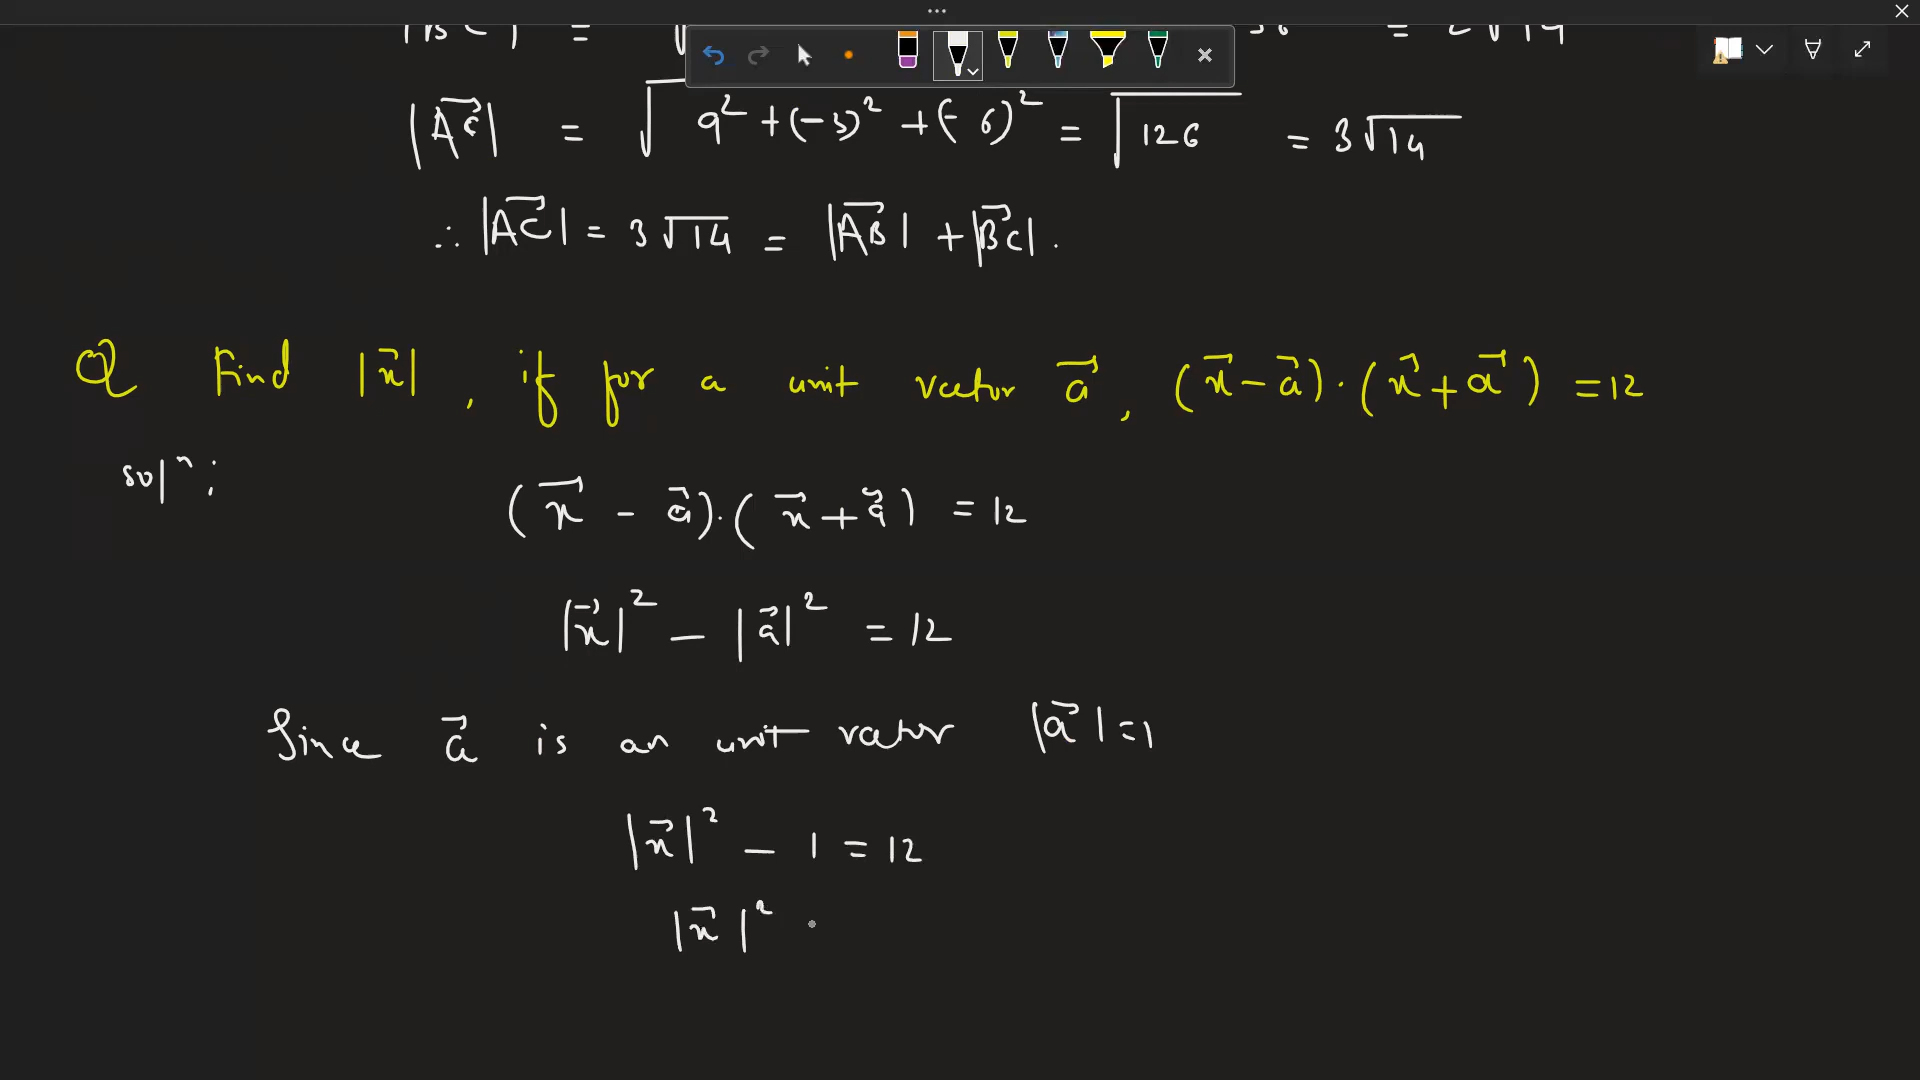 |AC⃗| = √(9² + (-3)² + (-6)²) = √126 = 3√14
∴ |AC⃗| = 3√14 = |AB⃗| + |BC⃗|.
Q Find |x⃗|, if for a unit vector a⃗, (x⃗ - a⃗)·(x⃗ + a⃗) = 12
solⁿ:
(x⃗ - a⃗)·(x⃗ + a⃗) = 12
|x⃗|² - |a⃗|² = 12
Since a⃗ is an unit vector |a⃗| = 1
|x⃗|² - 1 = 12
|x⃗|²